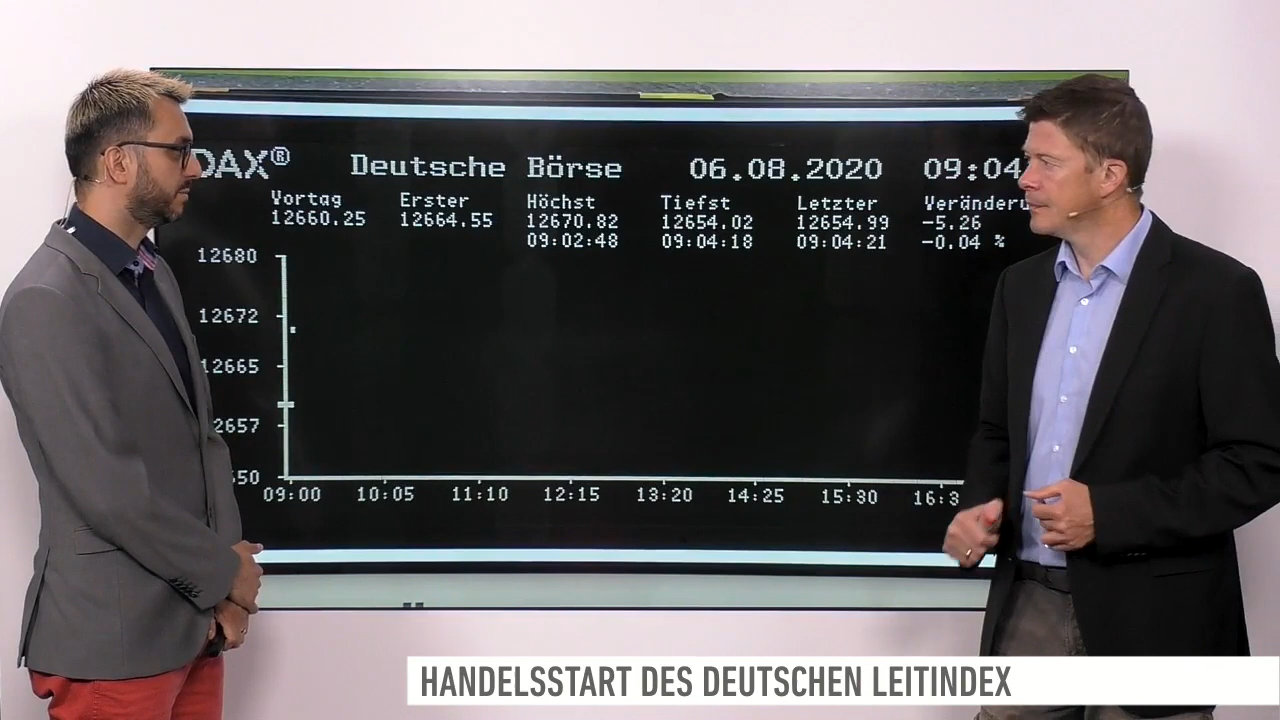 DAX® Deutsche Börse 06.08.2020 09:04
Vortag Erster Höchst Tiefst Letzter
12660.25 12664.55 12670.82 12654.02 12654.99 -5.26
09:02:48 09:04:18 09:04:21 -0.04 %
12680
12672
12665
12657
09:00 10:05 11:10 12:15 13:20 14:25 15:30
HANDELSSTART DES DEUTSCHEN LEITINDEX